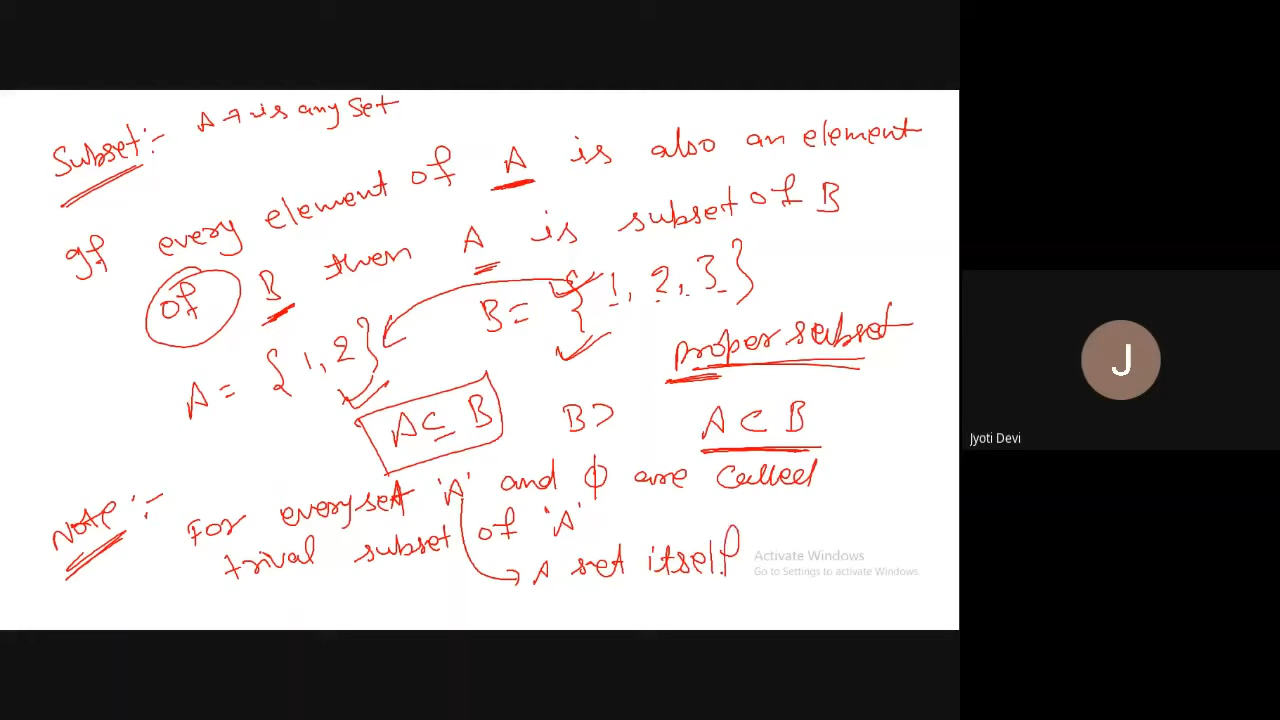 Subset:- A → is any set
If every element of A is also an element
of B then A is subset of B
A = {1, 2} B = {1, 2, 3}
Proper subset
A ⊆ B B > A ⊂ B
Note:- For every set 'A' and ϕ are called
trival subset of 'A'
A set itself
Activate Windows
Go to Settings to activate Windows.
J
Jyoti Devi